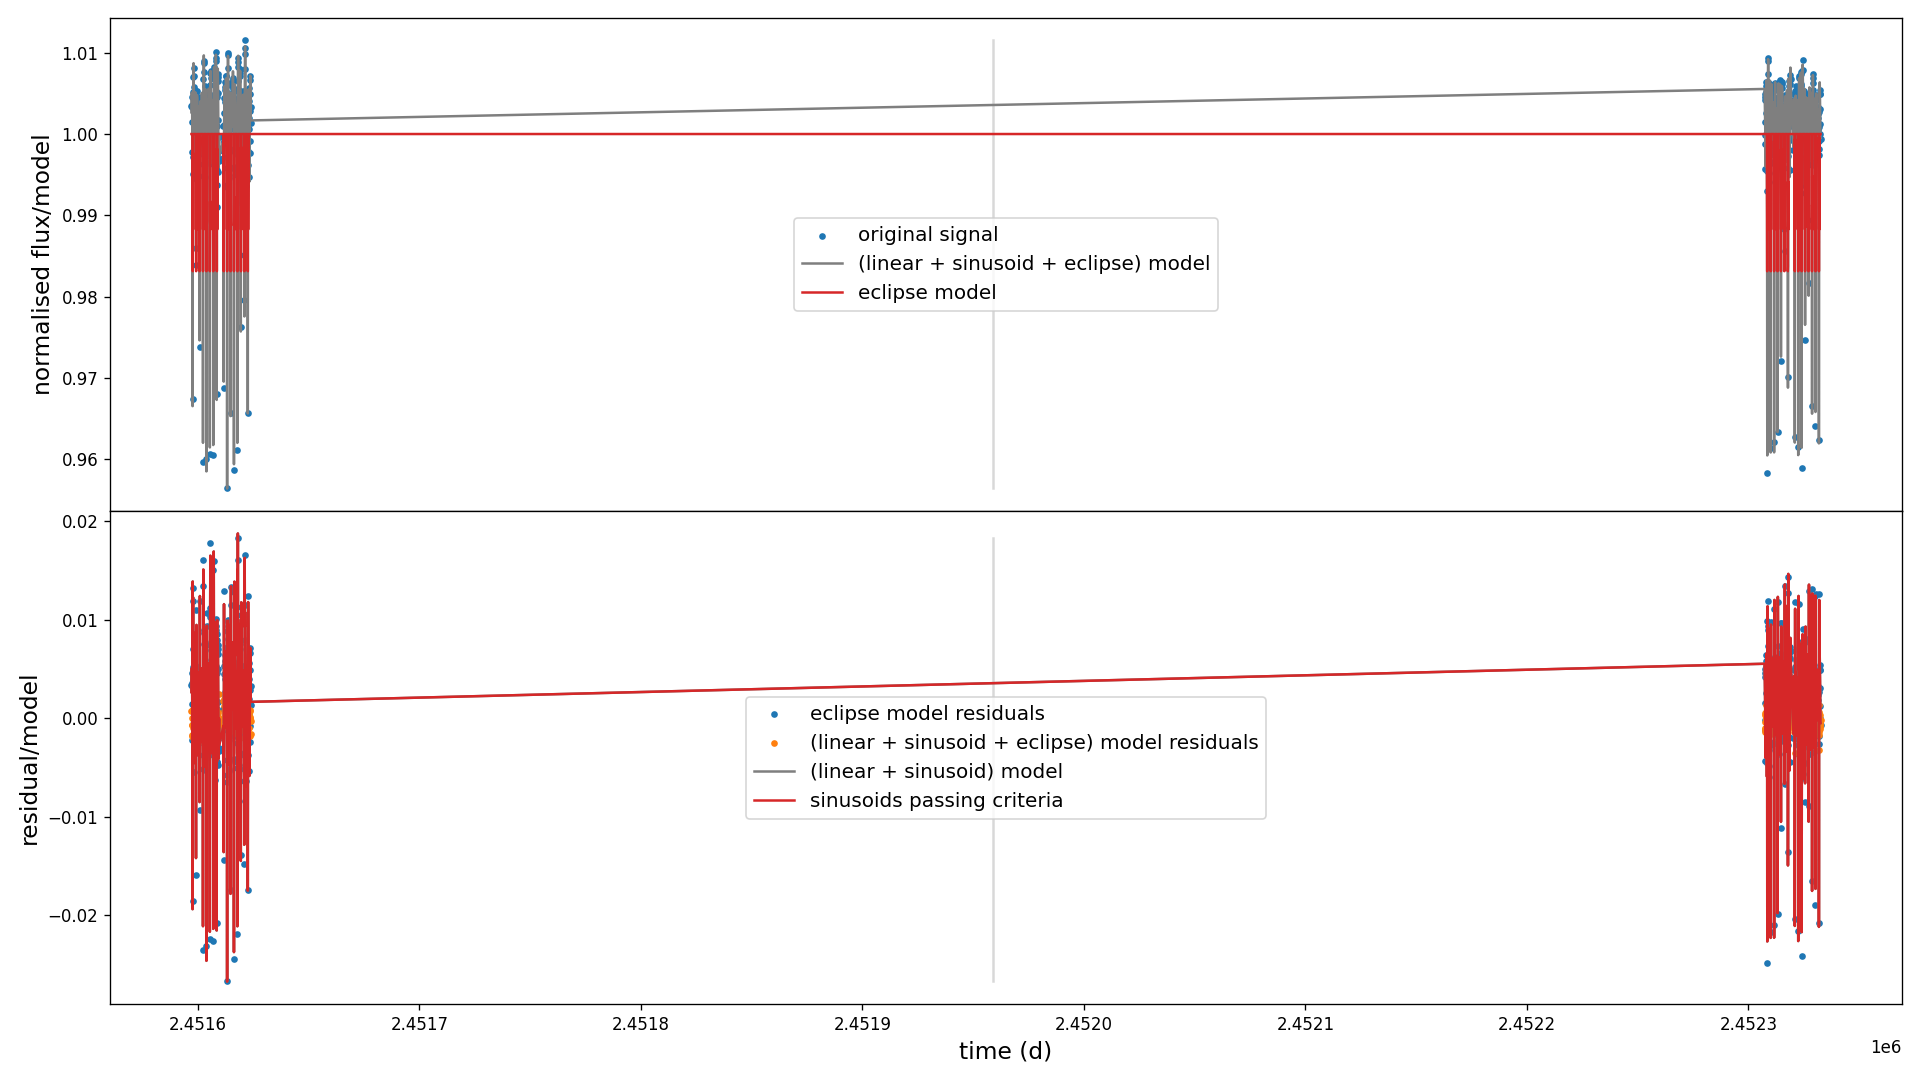 1.01
1.00
0.99
0.98
0.97
0.96
normalised flux/model
original signal
(linear + sinusoid + eclipse) model
eclipse model
0.02
0.01
0.00
−0.01
−0.02
residual/model
eclipse model residuals
(linear + sinusoid + eclipse) model residuals
(linear + sinusoid) model
sinusoids passing criteria
2.4516 2.4517 2.4518 2.4519 2.4520 2.4521 2.4522 2.4523
time (d)
1e6